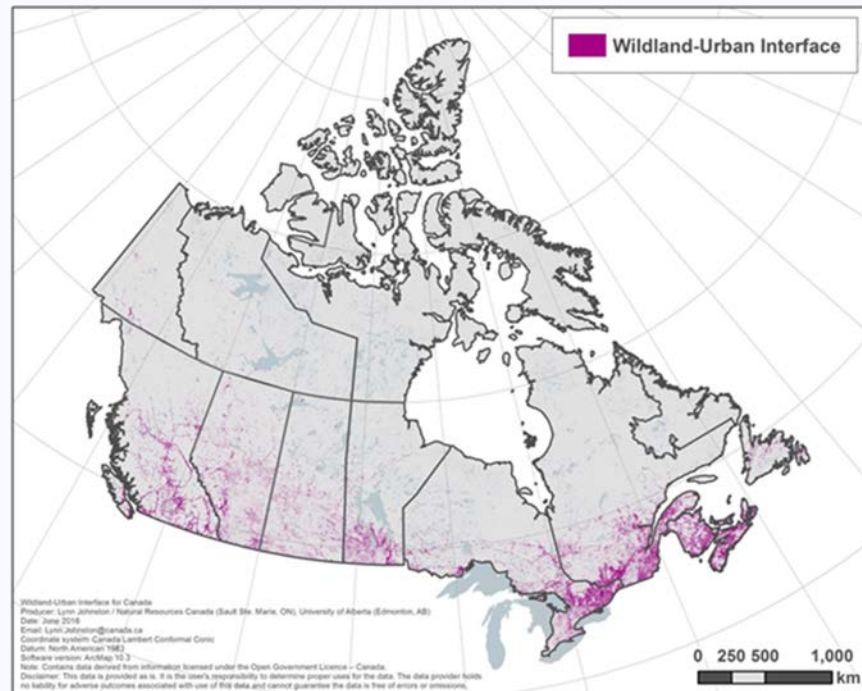 Wildland-Urban Interface
Wildland-Urban Interface for Canada
Producer: Lynn Johnston / Natural Resources Canada (Sault Ste. Marie, ON), University of Alberta (Edmonton, AB)
Date: June 2016
Email: Lynn.Johnston@canada.ca
Coordinate system: Canada Lambert Conformal Conic
Datum: North American 1983
Software version: ArcMap 10.3
Note: Contains data derived from information licensed under the Open Government Licence – Canada.
Disclaimer: This data is provided as is. It is the user's responsibility to determine proper uses for the data. The data provider holds
no liability for adverse outcomes associated with use of this data and cannot guarantee the data is free of errors or omissions.
0 250 500 1,000
km